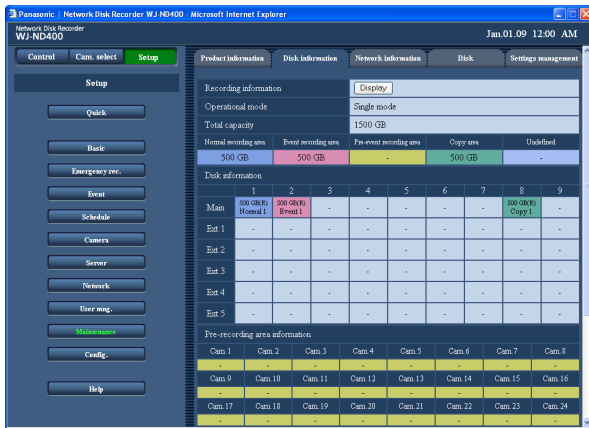 Panasonic | Network Disk Recorder WJ-ND400 - Microsoft Internet Explorer
Network Disk Recorder
WJ-ND400
Jan.01.09 12:00 AM
Control Cam. select Setup
Product information Disk information Network information Disk Settings management
Setup
Quick
Basic
Emergency rec.
Event
Schedule
Camera
Server
Network
User mng.
Maintenance
Config.
Help
Recording information Display
Operational mode Single mode
Total capacity 1500 GB
Normal recording area Event recording area Pre-event recording area Copy area Undefined
500 GB 500 GB - 500 GB -
Disk information
1 2 3 4 5 6 7 8 9
Main 500 GB(R) Normal 1 500 GB(R) Event 1 - - - - - 500 GB(R) Copy 1 -
Ext.1 - - - - - - - - -
Ext.2 - - - - - - - - -
Ext.3 - - - - - - - - -
Ext.4 - - - - - - - - -
Ext.5 - - - - - - - - -
Pre-recording area information
Cam.1 Cam.2 Cam.3 Cam.4 Cam.5 Cam.6 Cam.7 Cam.8
- - - - - - - -
Cam.9 Cam.10 Cam.11 Cam.12 Cam.13 Cam.14 Cam.15 Cam.16
- - - - - - - -
Cam.17 Cam.18 Cam.19 Cam.20 Cam.21 Cam.22 Cam.23 Cam.24
- - - - - - - -